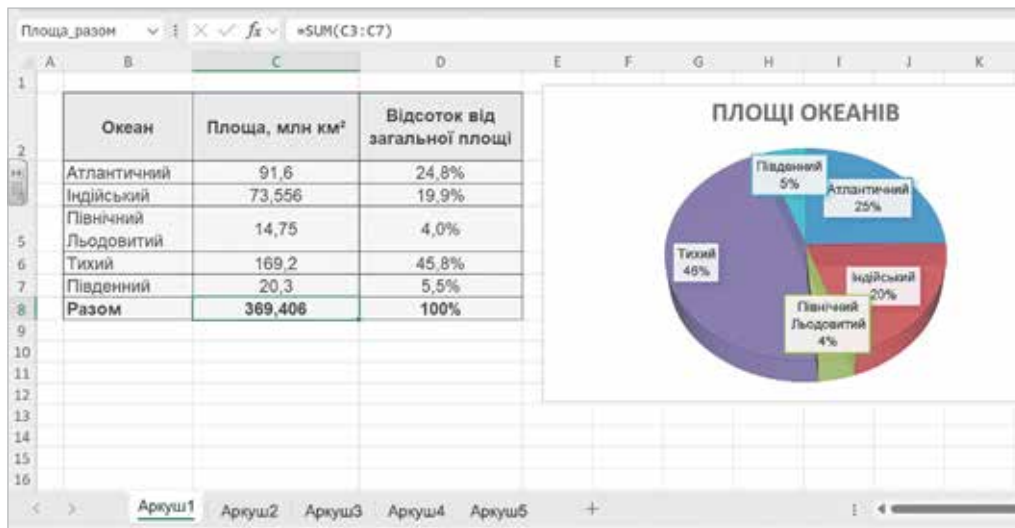 Площа_разом fx =SUM(C3:C7)
A B C D E F G H I J K
1
2 Океан Площа, млн км² Відсоток від загальної площі
Атлантичний 91,6 24,8%
Індійський 73,556 19,9%
5 Північний Льодовитий 14,75 4,0%
6 Тихий 169,2 45,8%
7 Південний 20,3 5,5%
8 Разом 369,406 100%
9
10
11
12
13
14
15
16
ПЛОЩІ ОКЕАНІВ
Південний
5%
Атлантичний
25%
Тихий
46%
Індійський
20%
Північний
Льодовитий
4%
Аркуш1 Аркуш2 Аркуш3 Аркуш4 Аркуш5 +